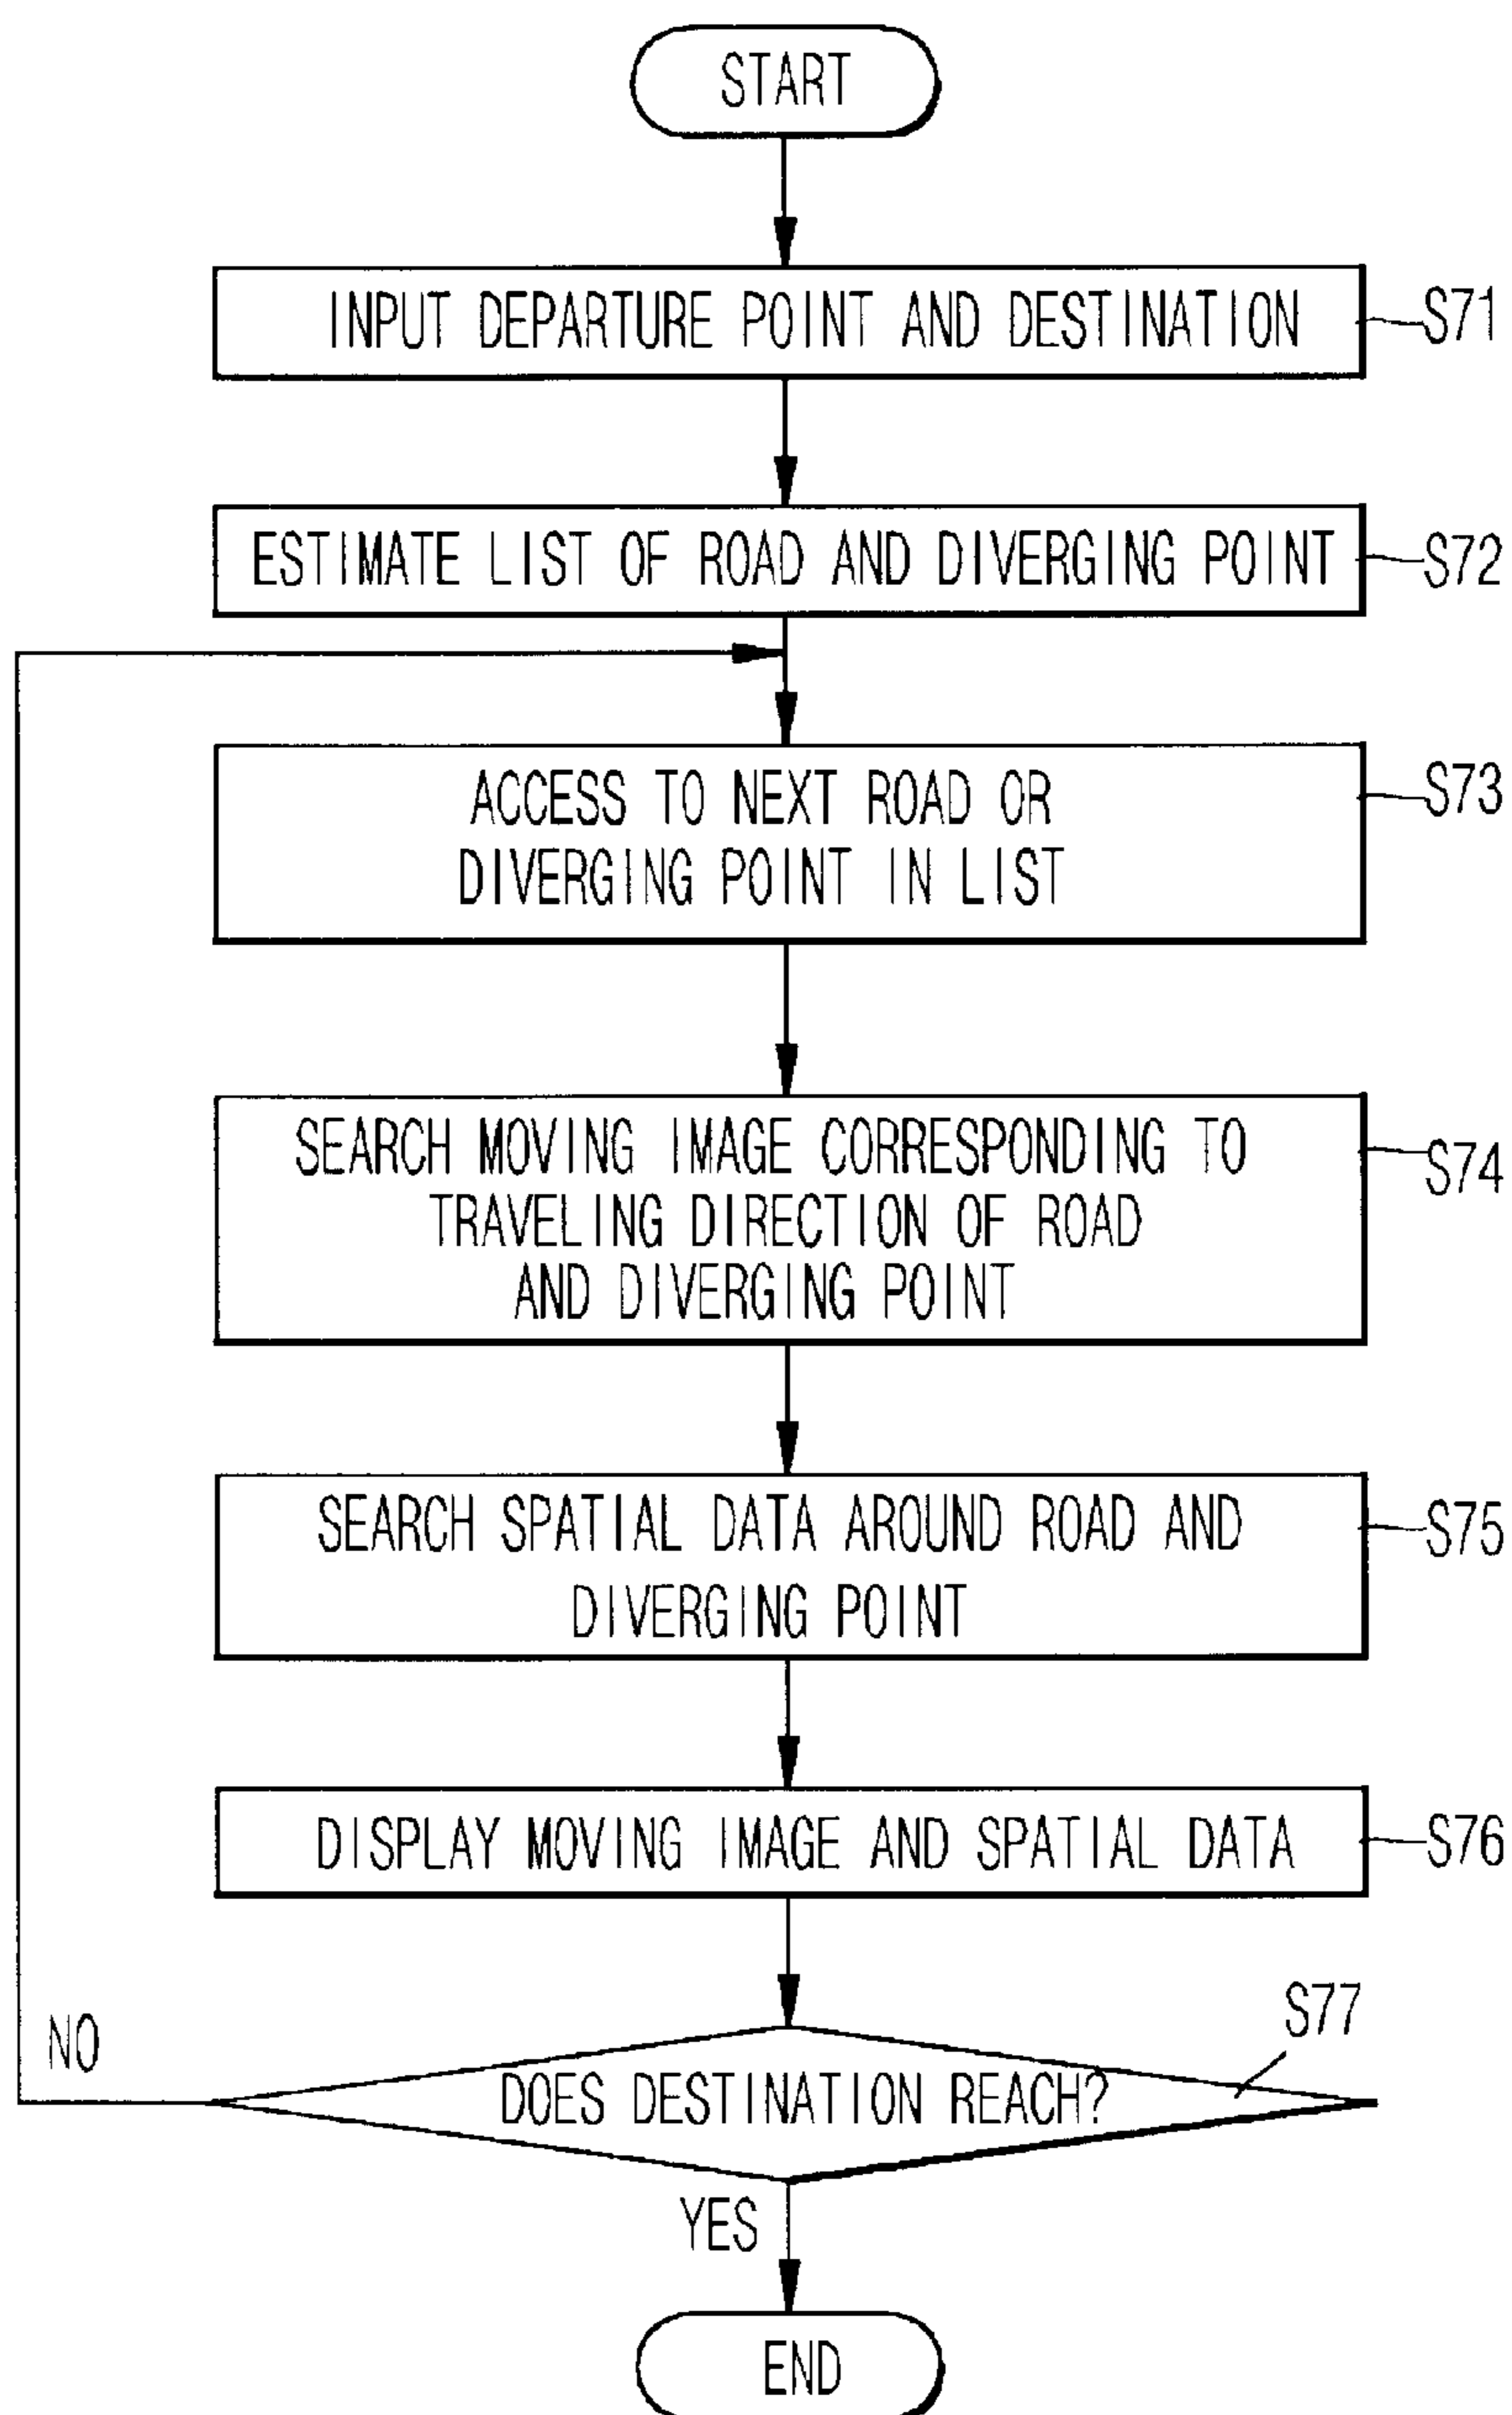 START
INPUT DEPARTURE POINT AND DESTINATION
S71
ESTIMATE LIST OF ROAD AND DIVERGING POINT
S72
ACCESS TO NEXT ROAD OR
DIVERGING POINT IN LIST
S73
SEARCH MOVING IMAGE CORRESPONDING TO
TRAVELING DIRECTION OF ROAD
AND DIVERGING POINT
S74
SEARCH SPATIAL DATA AROUND ROAD AND
DIVERGING POINT
S75
DISPLAY MOVING IMAGE AND SPATIAL DATA
S76
S77
NO
DOES DESTINATION REACH?
YES
END